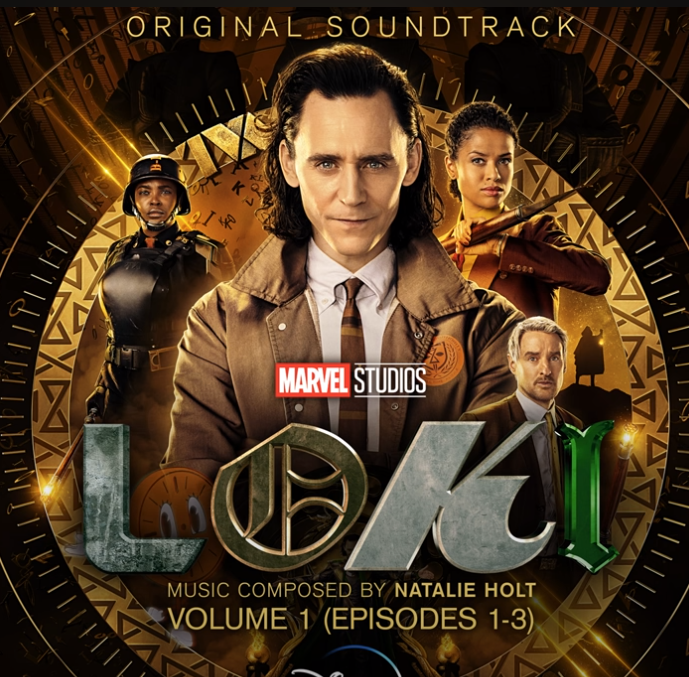 ORIGINAL SOUNDTRACK
MARVEL STUDIOS
LOKI
MUSIC COMPOSED BY NATALIE HOLT
VOLUME 1 (EPISODES 1-3)